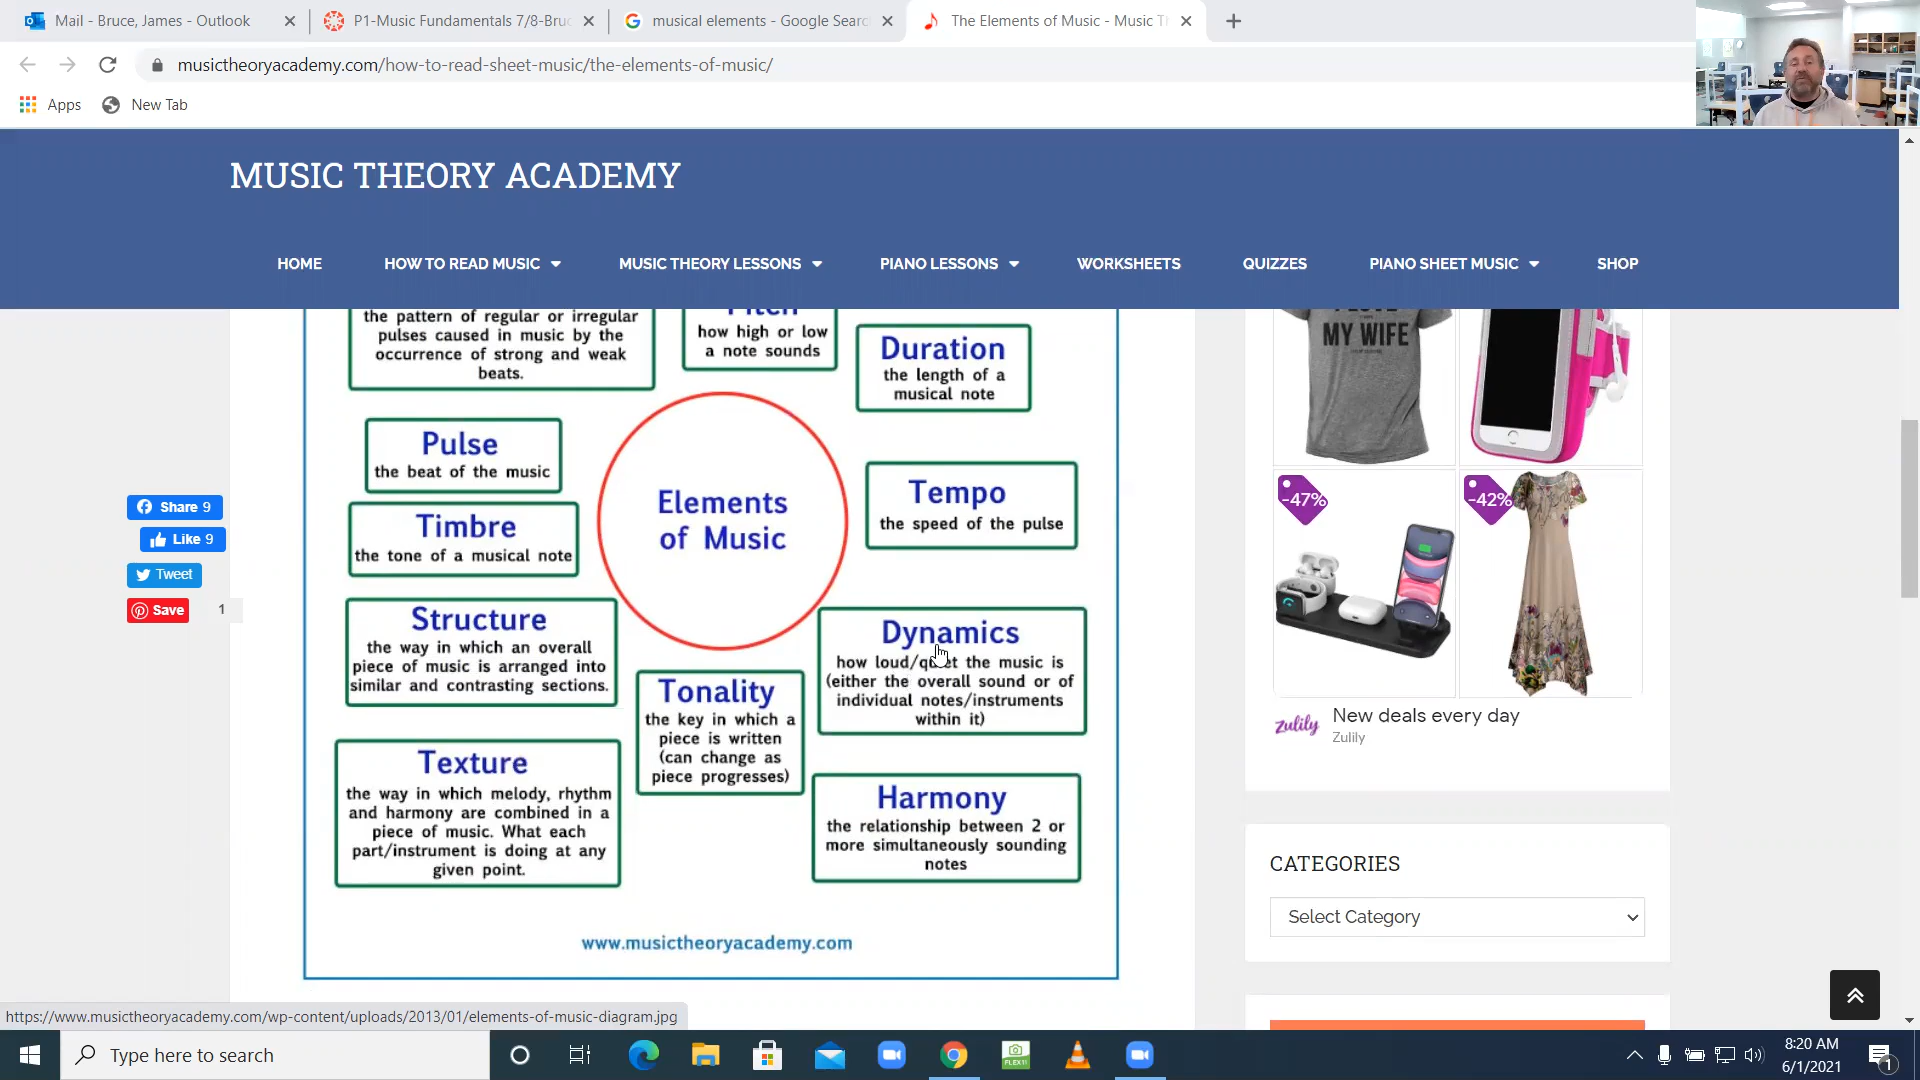 Mail - Bruce, James - Outlook
P1-Music Fundamentals 7/8-Bruc
musical elements - Google Searc
The Elements of Music - Music Th
musictheoryacademy.com/how-to-read-sheet-music/the-elements-of-music/
Apps
New Tab
MUSIC THEORY ACADEMY
HOME
HOW TO READ MUSIC
MUSIC THEORY LESSONS
PIANO LESSONS
WORKSHEETS
QUIZZES
PIANO SHEET MUSIC
SHOP
the pattern of regular or irregular
pulses caused in music by the
occurrence of strong and weak
beats.
Pitch
how high or low
a note sounds
Duration
the length of a
musical note
Pulse
the beat of the music
Timbre
the tone of a musical note
Elements
of Music
Tempo
the speed of the pulse
Structure
the way in which an overall
piece of music is arranged into
similar and contrasting sections.
Dynamics
how loud/quiet the music is
(either the overall sound or of
individual notes/instruments
within it)
Tonality
the key in which a
piece is written
(can change as
piece progresses)
Texture
the way in which melody, rhythm
and harmony are combined in a
piece of music. What each
part/instrument is doing at any
given point.
Harmony
the relationship between 2 or
more simultaneously sounding
notes
www.musictheoryacademy.com
Share 9
Like 9
Tweet
Save
1
MY WIFE
-47%
-42%
zulily
New deals every day
Zulily
CATEGORIES
Select Category
https://www.musictheoryacademy.com/wp-content/uploads/2013/01/elements-of-music-diagram.jpg
Type here to search
FLEX11
8:20 AM
6/1/2021
1